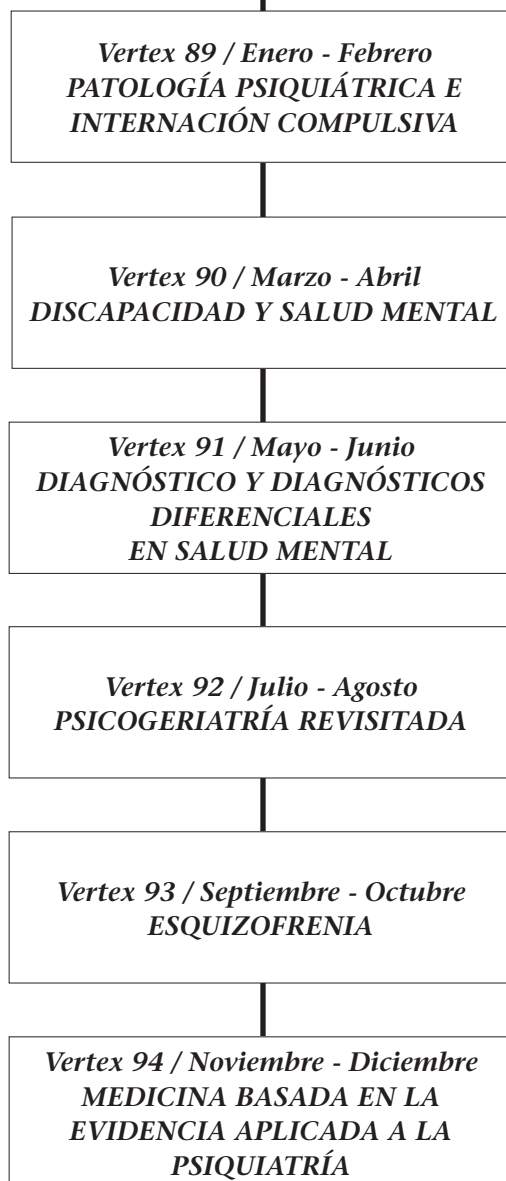 Vertex 89 / Enero - Febrero
PATOLOGÍA PSIQUIÁTRICA E
INTERNACIÓN COMPULSIVA
Vertex 90 / Marzo - Abril
DISCAPACIDAD Y SALUD MENTAL
Vertex 91 / Mayo - Junio
DIAGNÓSTICO Y DIAGNÓSTICOS
DIFERENCIALES
EN SALUD MENTAL
Vertex 92 / Julio - Agosto
PSICOGERIATRÍA REVISITADA
Vertex 93 / Septiembre - Octubre
ESQUIZOFRENIA
Vertex 94 / Noviembre - Diciembre
MEDICINA BASADA EN LA
EVIDENCIA APLICADA A LA
PSIQUIATRÍA